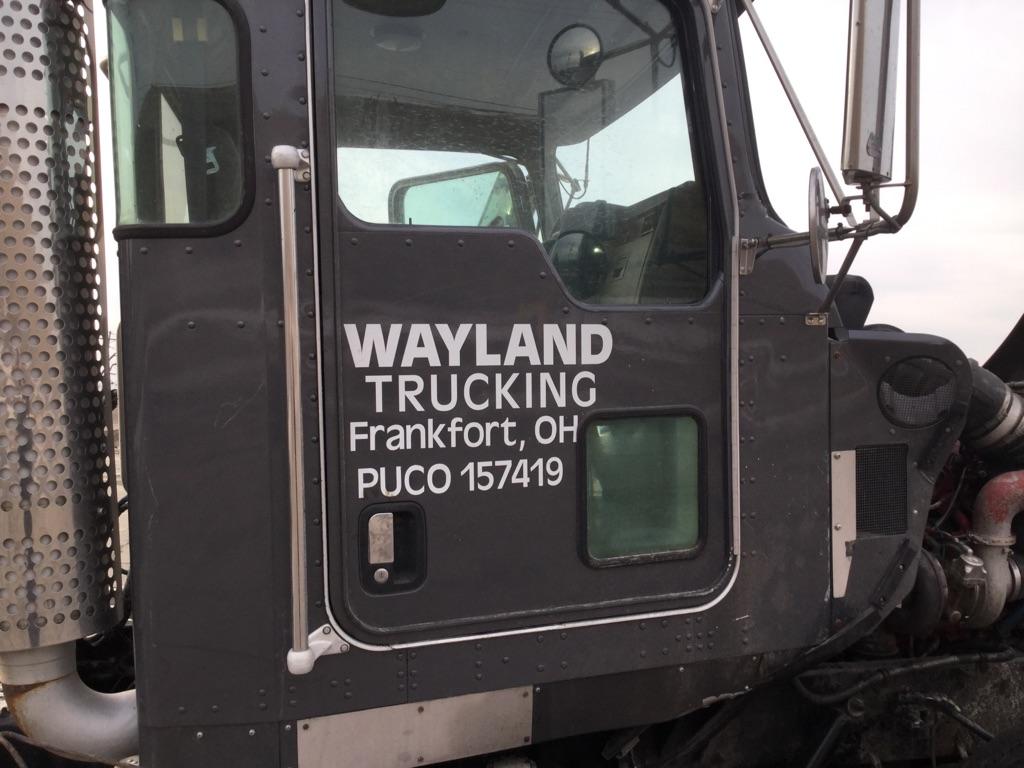 WAYLAND
TRUCKING
Frankfort, OH
PUCO 157419